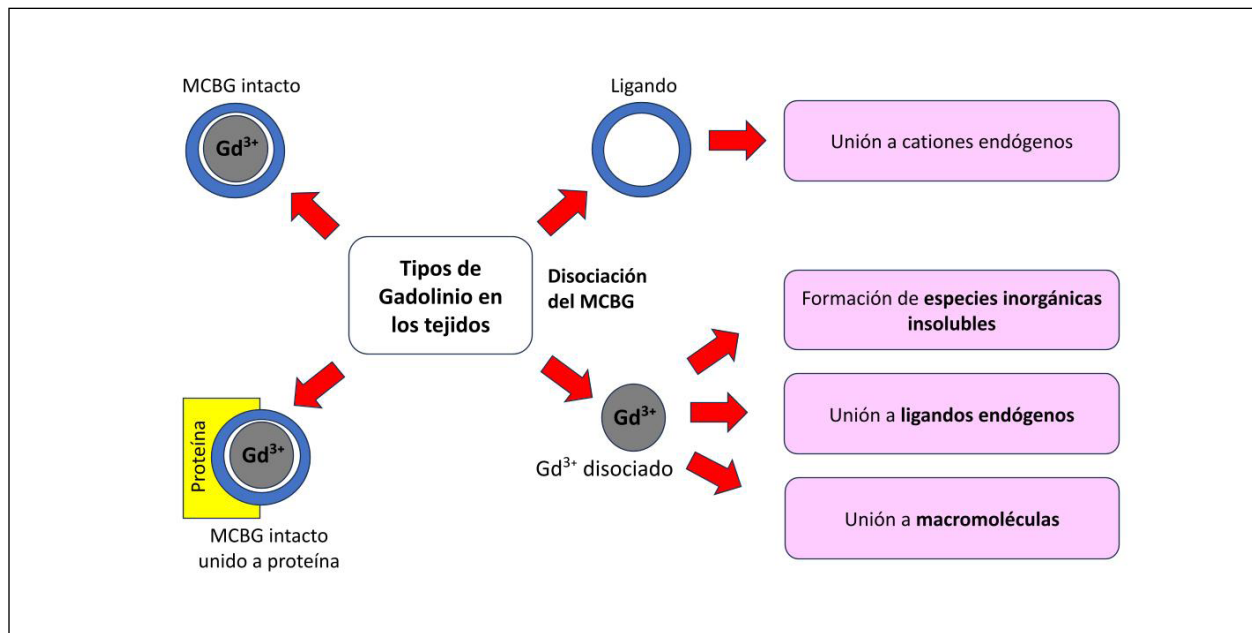 MCBG intacto
Gd³⁺
Ligando
Unión a cationes endógenos
Tipos de
Gadolinio en
los tejidos
Disociación
del MCBG
Formación de especies inorgánicas
insolubles
Unión a ligandos endógenos
Unión a macromoléculas
Gd³⁺
Gd³⁺ disociado
Proteína
Gd³⁺
MCBG intacto
unido a proteína